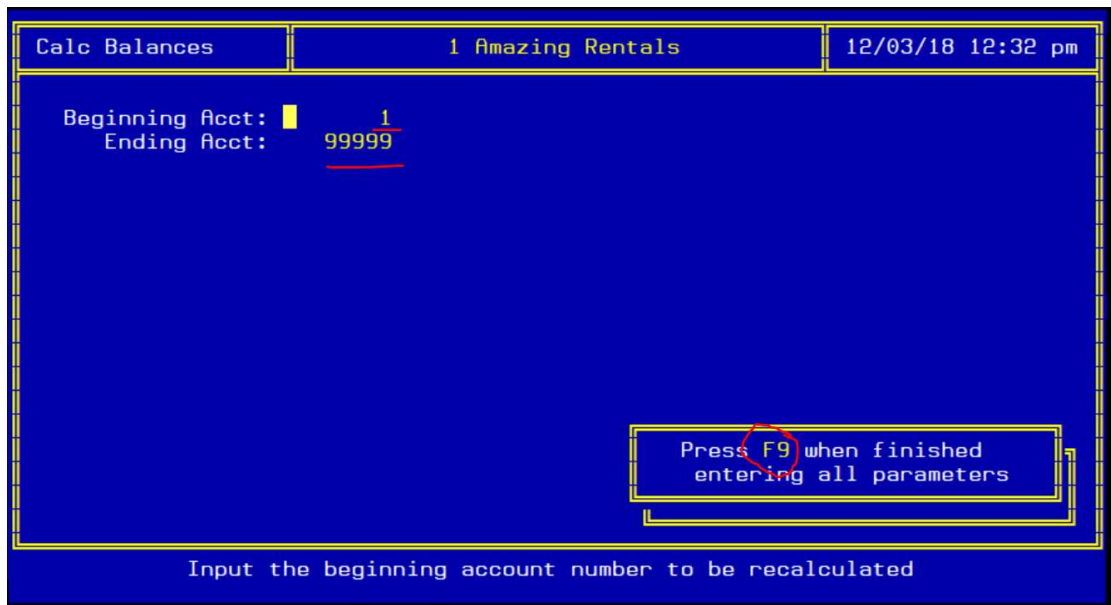 Calc Balances 1 Amazing Rentals 12/03/18 12:32 pm
Beginning Acct: 1
Ending Acct: 99999
Press F9 when finished
entering all parameters
Input the beginning account number to be recalculated